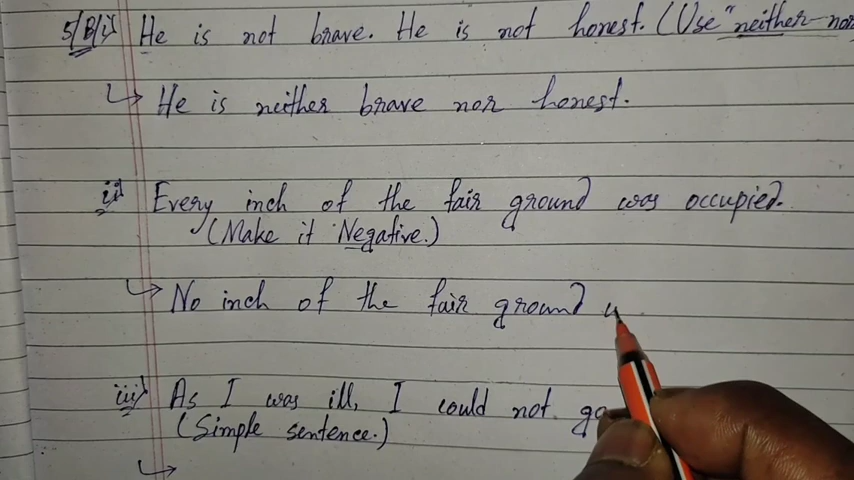 5/B/i) He is not brave. He is not honest. (Use "neither-nor
↳ He is neither brave nor honest.
ii) Every inch of the fair ground was occupied.
(Make it Negative.)
↳ No inch of the fair ground
iii) As I was ill, I could not go
(Simple sentence.)
↳